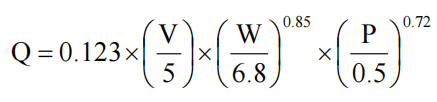 Q = 0.123 × (V/5) × (W/6.8)^0.85 × (P/0.5)^0.72